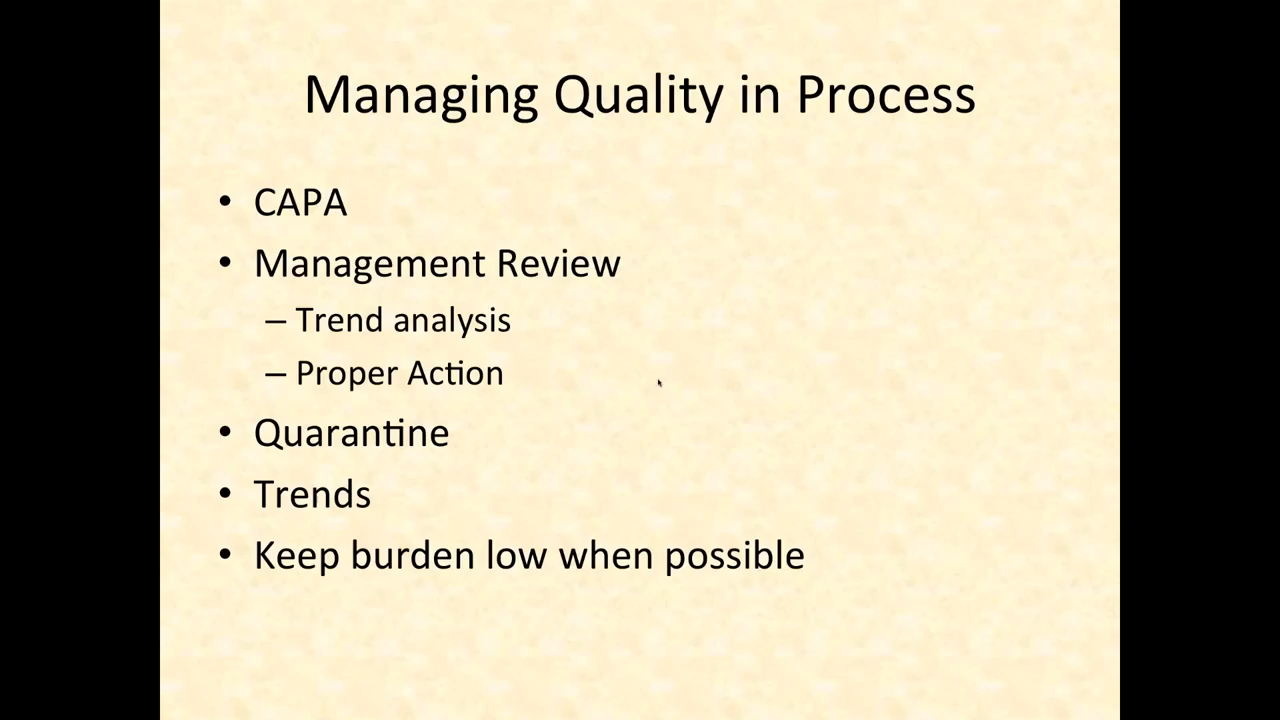 Managing Quality in Process
• CAPA
• Management Review
– Trend analysis
– Proper Action
• Quarantine
• Trends
• Keep burden low when possible